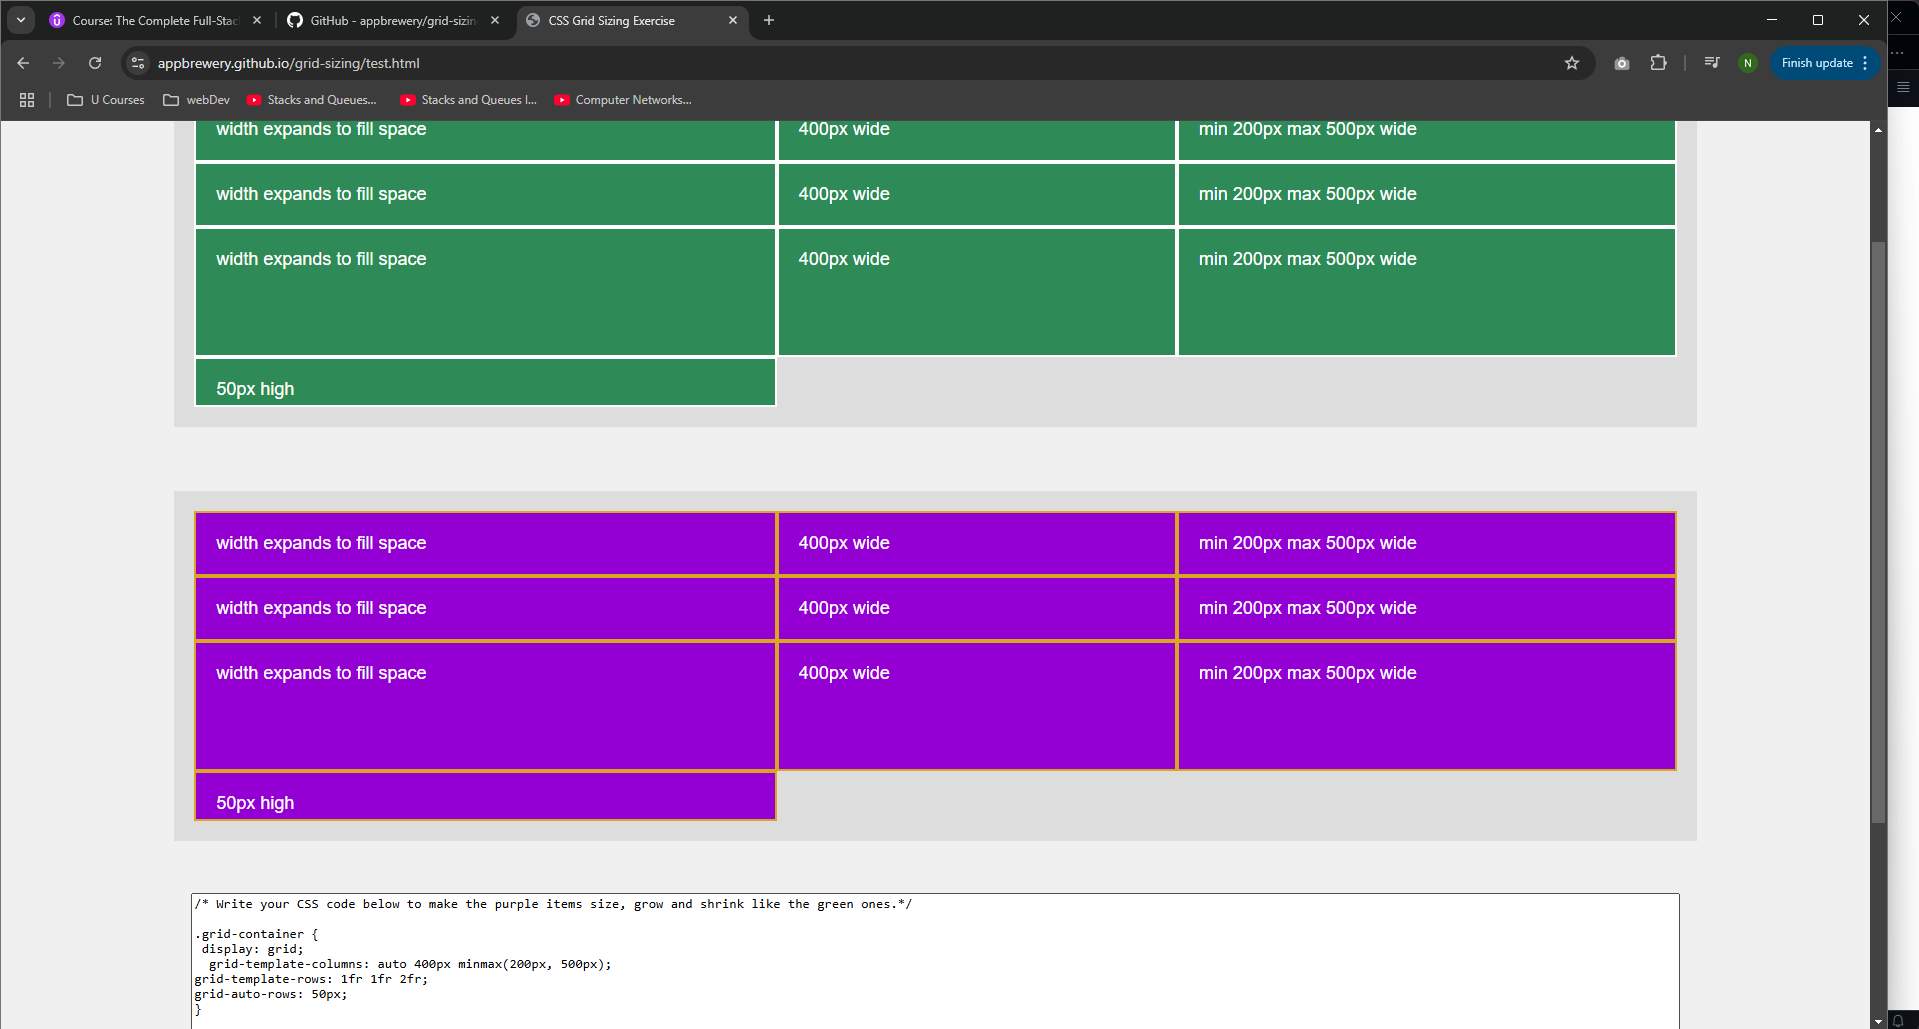 Course: The Complete Full-Stac
GitHub - appbrewery/grid-sizin
CSS Grid Sizing Exercise
appbrewery.github.io/grid-sizing/test.html
N
Finish update
U Courses
webDev
Stacks and Queues...
Stacks and Queues I...
Computer Networks...
width expands to fill space
400px wide
min 200px max 500px wide
width expands to fill space
400px wide
min 200px max 500px wide
width expands to fill space
400px wide
min 200px max 500px wide
50px high
width expands to fill space
400px wide
min 200px max 500px wide
width expands to fill space
400px wide
min 200px max 500px wide
width expands to fill space
400px wide
min 200px max 500px wide
50px high
/* Write your CSS code below to make the purple items size, grow and shrink like the green ones.*/
.grid-container {
display: grid;
grid-template-columns: auto 400px minmax(200px, 500px);
grid-template-rows: 1fr 1fr 2fr;
grid-auto-rows: 50px;
}